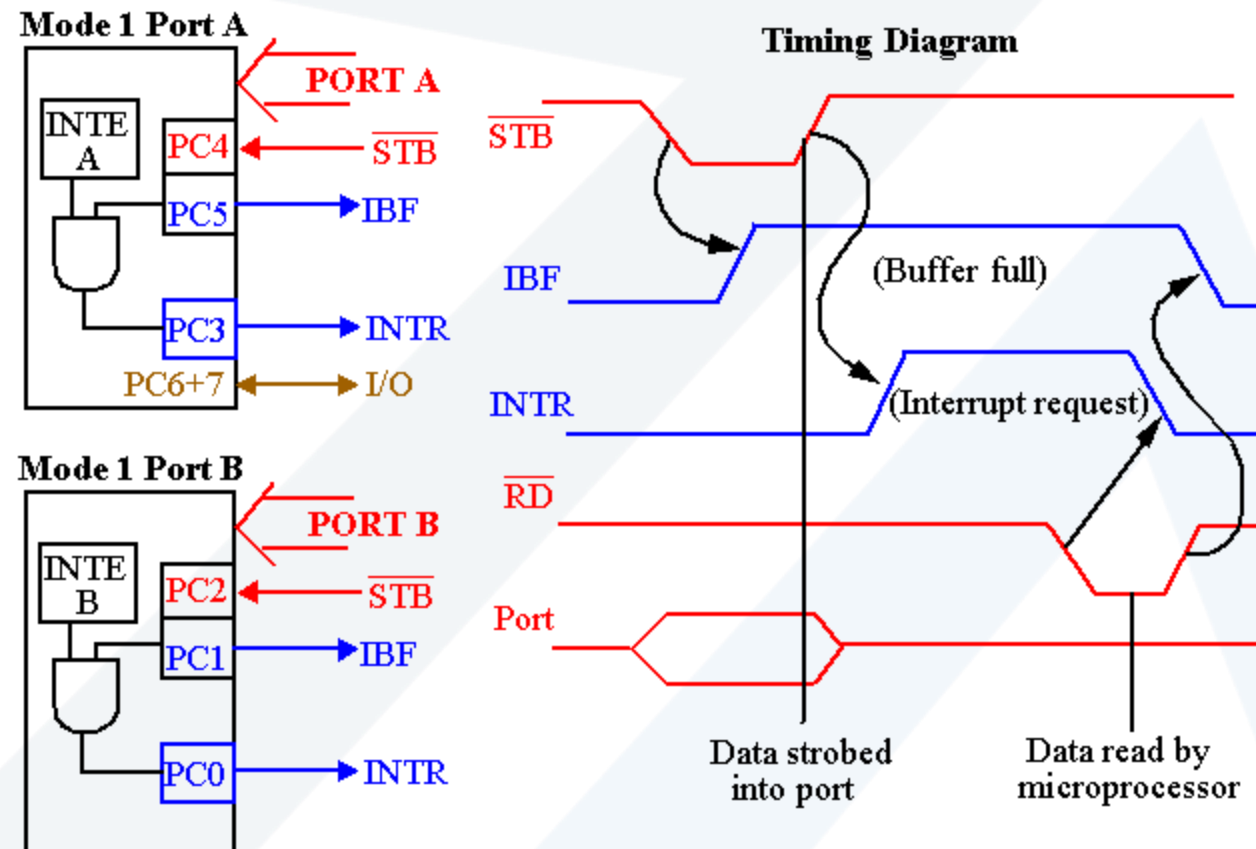 Mode 1 Port A
PORT A
INTE
A
PC4
STB
PC5
IBF
PC3
INTR
PC6+7
I/O
Mode 1 Port B
PORT B
INTE
B
PC2
STB
PC1
IBF
PC0
INTR
Timing Diagram
STB
IBF
(Buffer full)
INTR
(Interrupt request)
RD
Port
Data strobed
into port
Data read by
microprocessor